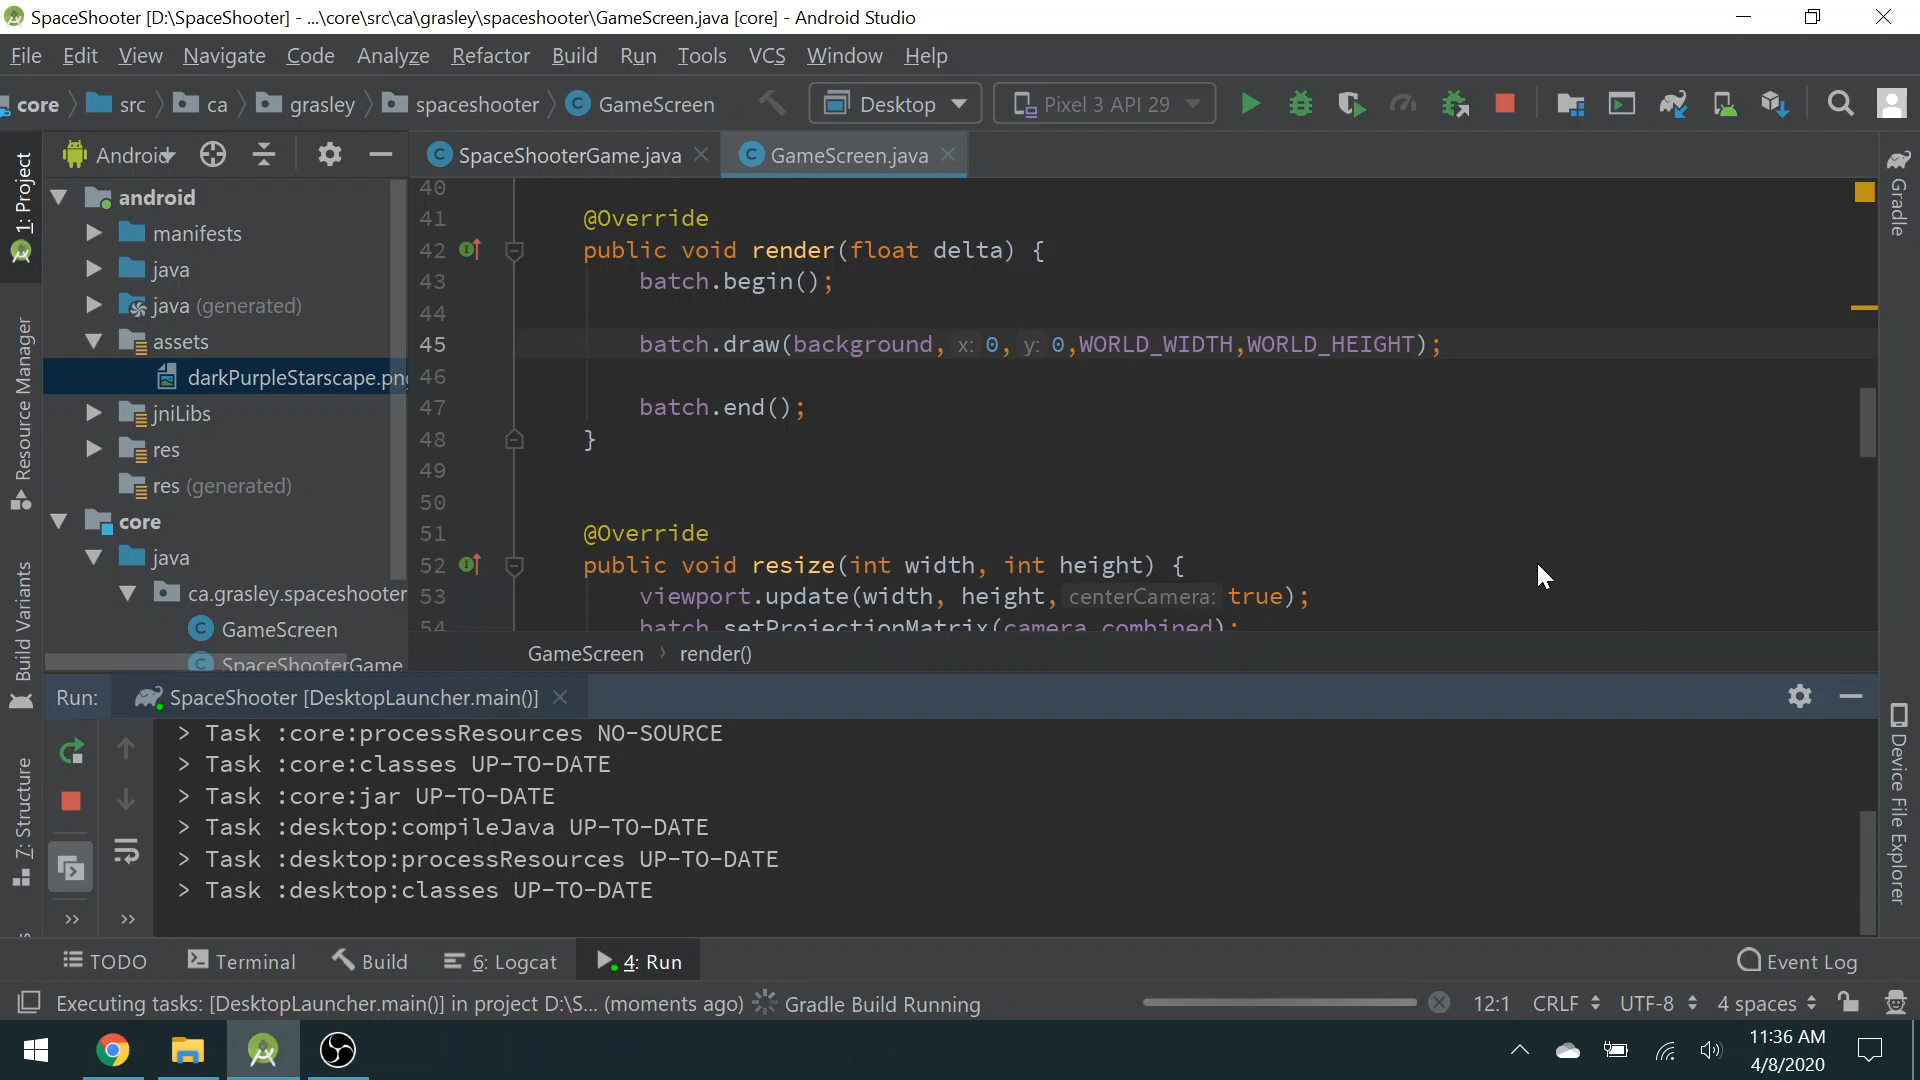 SpaceShooter [D:\SpaceShooter] - ...\core\src\ca\grasley\spaceshooter\GameScreen.java [core] - Android Studio
File Edit View Navigate Code Analyze Refactor Build Run Tools VCS Window Help
core src ca grasley spaceshooter GameScreen Desktop Pixel 3 API 29
Android
SpaceShooterGame.java GameScreen.java
1: Project
Resource Manager
Build Variants
7: Structure
android
manifests
java
java (generated)
assets
darkPurpleStarscape.png
jniLibs
res
res (generated)
core
java
ca.grasley.spaceshooter
GameScreen
SpaceShooterGame
40
41 @Override
42 public void render(float delta) {
43 batch.begin();
44
45 batch.draw(background, x: 0, y: 0,WORLD_WIDTH,WORLD_HEIGHT);
46
47 batch.end();
48 }
49
50
51 @Override
52 public void resize(int width, int height) {
53 viewport.update(width, height, centerCamera: true);
54 batch.setProjectionMatrix(camera.combined);
GameScreen › render()
Gradle
Device File Explorer
Run: SpaceShooter [DesktopLauncher.main()]
> Task :core:processResources NO-SOURCE
> Task :core:classes UP-TO-DATE
> Task :core:jar UP-TO-DATE
> Task :desktop:compileJava UP-TO-DATE
> Task :desktop:processResources UP-TO-DATE
> Task :desktop:classes UP-TO-DATE
TODO Terminal Build 6: Logcat 4: Run Event Log
Executing tasks: [DesktopLauncher.main()] in project D:\S... (moments ago) Gradle Build Running 12:1 CRLF UTF-8 4 spaces
11:36 AM
4/8/2020